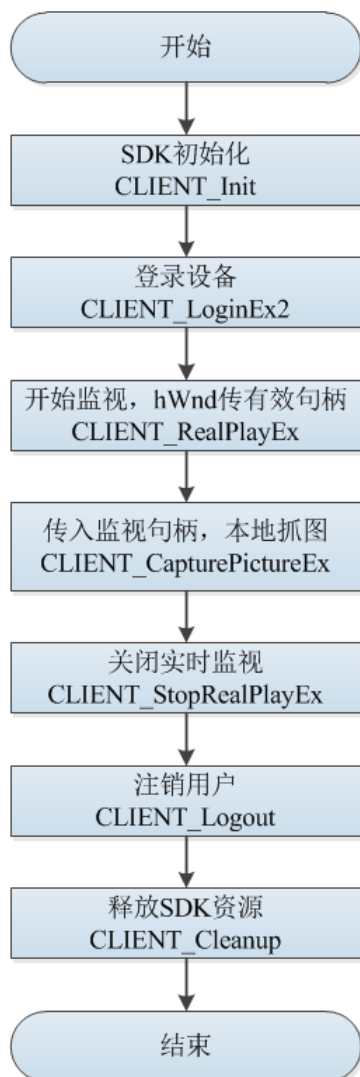 开始
SDK初始化
CLIENT_Init
登录设备
CLIENT_LoginEx2
开始监视，hWnd传有效句柄
CLIENT_RealPlayEx
传入监视句柄，本地抓图
CLIENT_CapturePictureEx
关闭实时监视
CLIENT_StopRealPlayEx
注销用户
CLIENT_Logout
释放SDK资源
CLIENT_Cleanup
结束